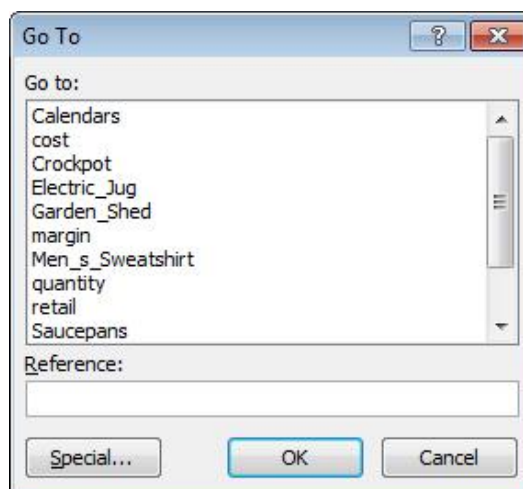 Go To
Go to:
Calendars
cost
Crockpot
Electric_Jug
Garden_Shed
margin
Men_s_Sweatshirt
quantity
retail
Saucepans
Reference:
Special...
OK
Cancel